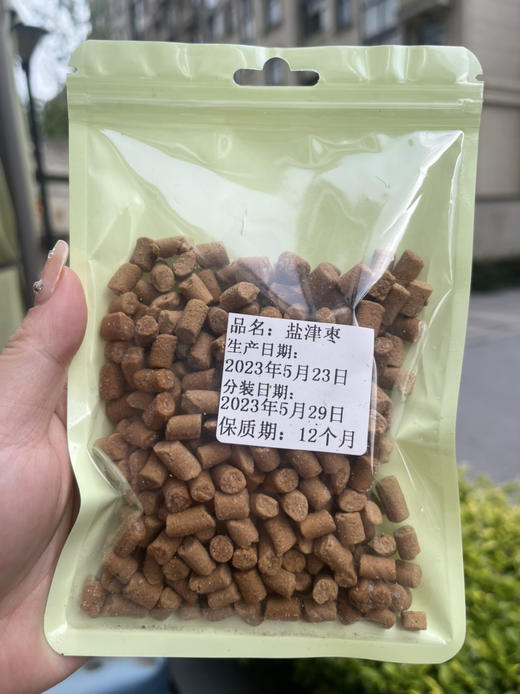 品名：盐津枣
生产日期：
2023年5月23日
分装日期：
2023年5月29日
保质期：12个月